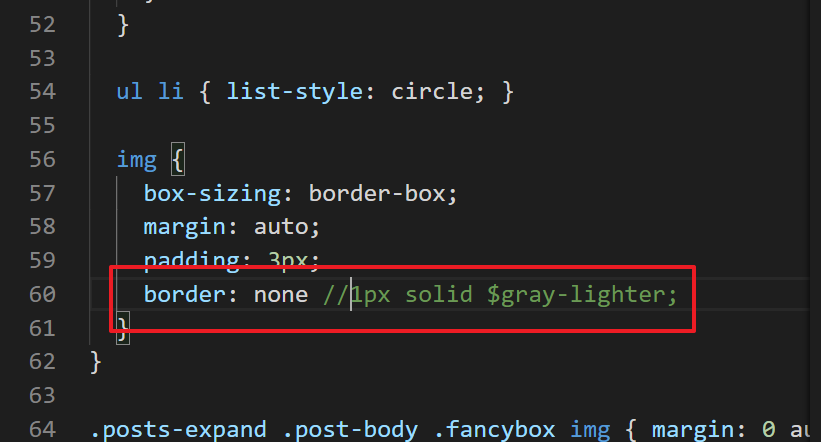 52 }
53
54 ul li { list-style: circle; }
55
56 img {
57 box-sizing: border-box;
58 margin: auto;
59 padding: 3px;
60 border: none //1px solid $gray-lighter;
61 }
62 }
63
64 .posts-expand .post-body .fancybox img { margin: 0 au